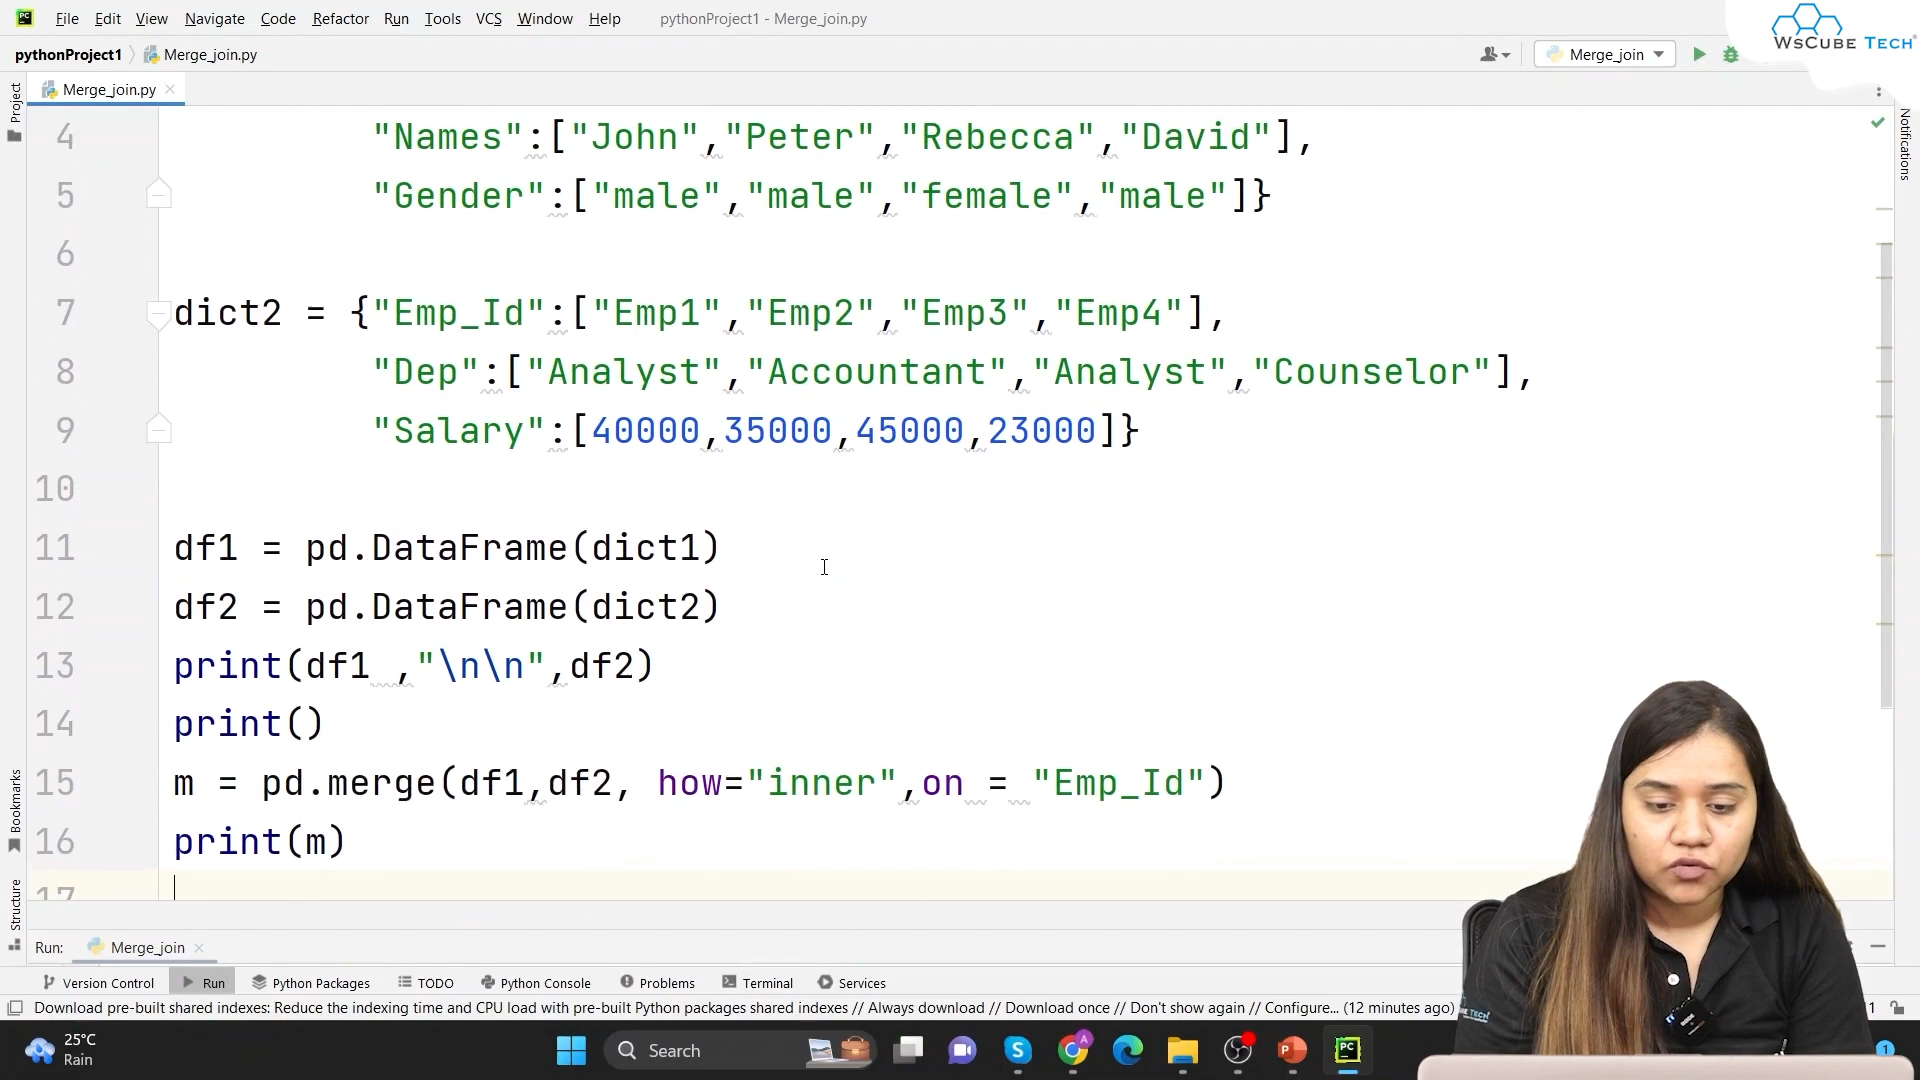 File Edit View Navigate Code Refactor Run Tools VCS Window Help pythonProject1 - Merge_join.py
WsCube Tech
pythonProject1 Merge_join.py Merge_join
Merge_join.py
Project
Notifications
4 "Names":["John","Peter","Rebecca","David"],
5 "Gender":["male","male","female","male"]}
6
7 dict2 = {"Emp_Id":["Emp1","Emp2","Emp3","Emp4"],
8 "Dep":["Analyst","Accountant","Analyst","Counselor"],
9 "Salary":[40000,35000,45000,23000]}
10
11 df1 = pd.DataFrame(dict1)
12 df2 = pd.DataFrame(dict2)
13 print(df1 ,"\n\n",df2)
14 print()
15 m = pd.merge(df1,df2, how="inner",on = "Emp_Id")
16 print(m)
17
Bookmarks
Structure
Run: Merge_join
Version Control Run Python Packages TODO Python Console Problems Terminal Services
Download pre-built shared indexes: Reduce the indexing time and CPU load with pre-built Python packages shared indexes // Always download // Download once // Don't show again // Configure... (12 minutes ago)
25°C
Rain
Search